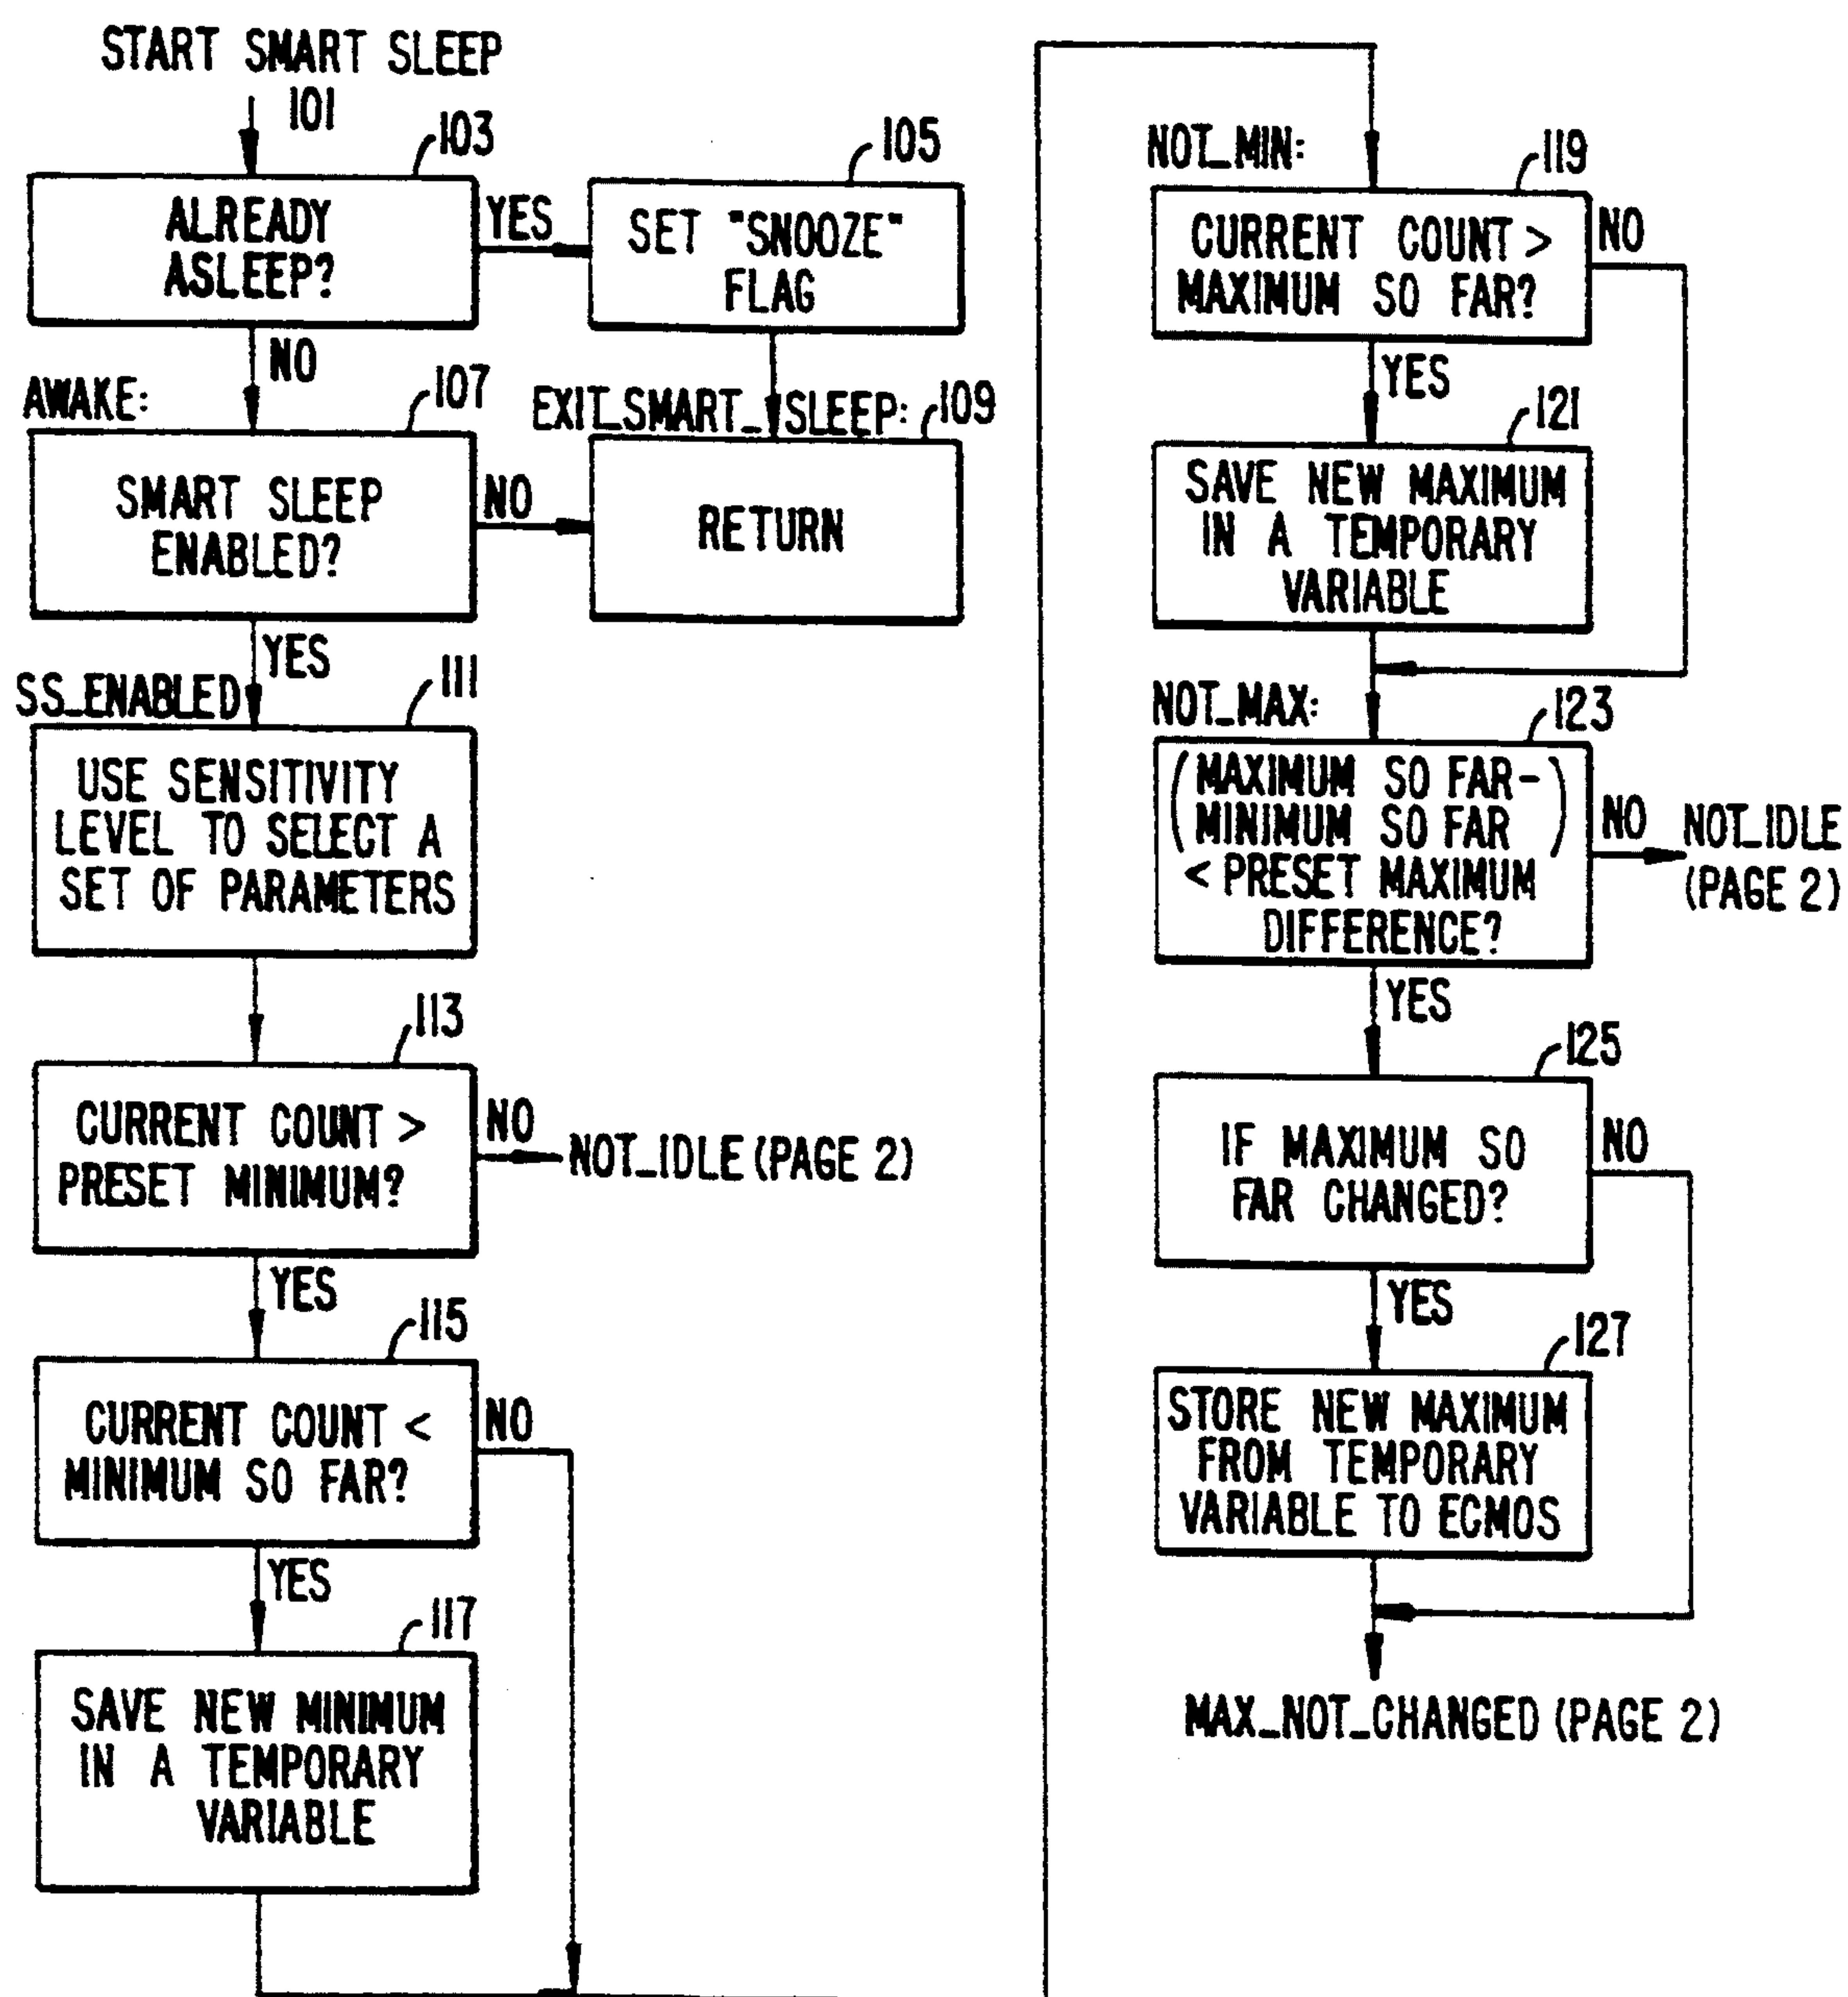 START SMART SLEEP
101
103
ALREADY
ASLEEP?
YES
105
SET "SNOOZE"
FLAG
NO
AWAKE:
107
SMART SLEEP
ENABLED?
NO
EXIT_SMART_SLEEP:
109
RETURN
YES
SS_ENABLED
111
USE SENSITIVITY
LEVEL TO SELECT A
SET OF PARAMETERS
113
CURRENT COUNT >
PRESET MINIMUM?
NO
NOT_IDLE (PAGE 2)
YES
115
CURRENT COUNT <
MINIMUM SO FAR?
NO
YES
117
SAVE NEW MINIMUM
IN A TEMPORARY
VARIABLE
NOT_MIN:
119
CURRENT COUNT >
MAXIMUM SO FAR?
NO
YES
121
SAVE NEW MAXIMUM
IN A TEMPORARY
VARIABLE
NOT_MAX:
123
(MAXIMUM SO FAR-
MINIMUM SO FAR)
< PRESET MAXIMUM
DIFFERENCE?
NO
NOT_IDLE
(PAGE 2)
YES
125
IF MAXIMUM SO
FAR CHANGED?
NO
YES
127
STORE NEW MAXIMUM
FROM TEMPORARY
VARIABLE TO ECMOS
MAX_NOT_CHANGED (PAGE 2)